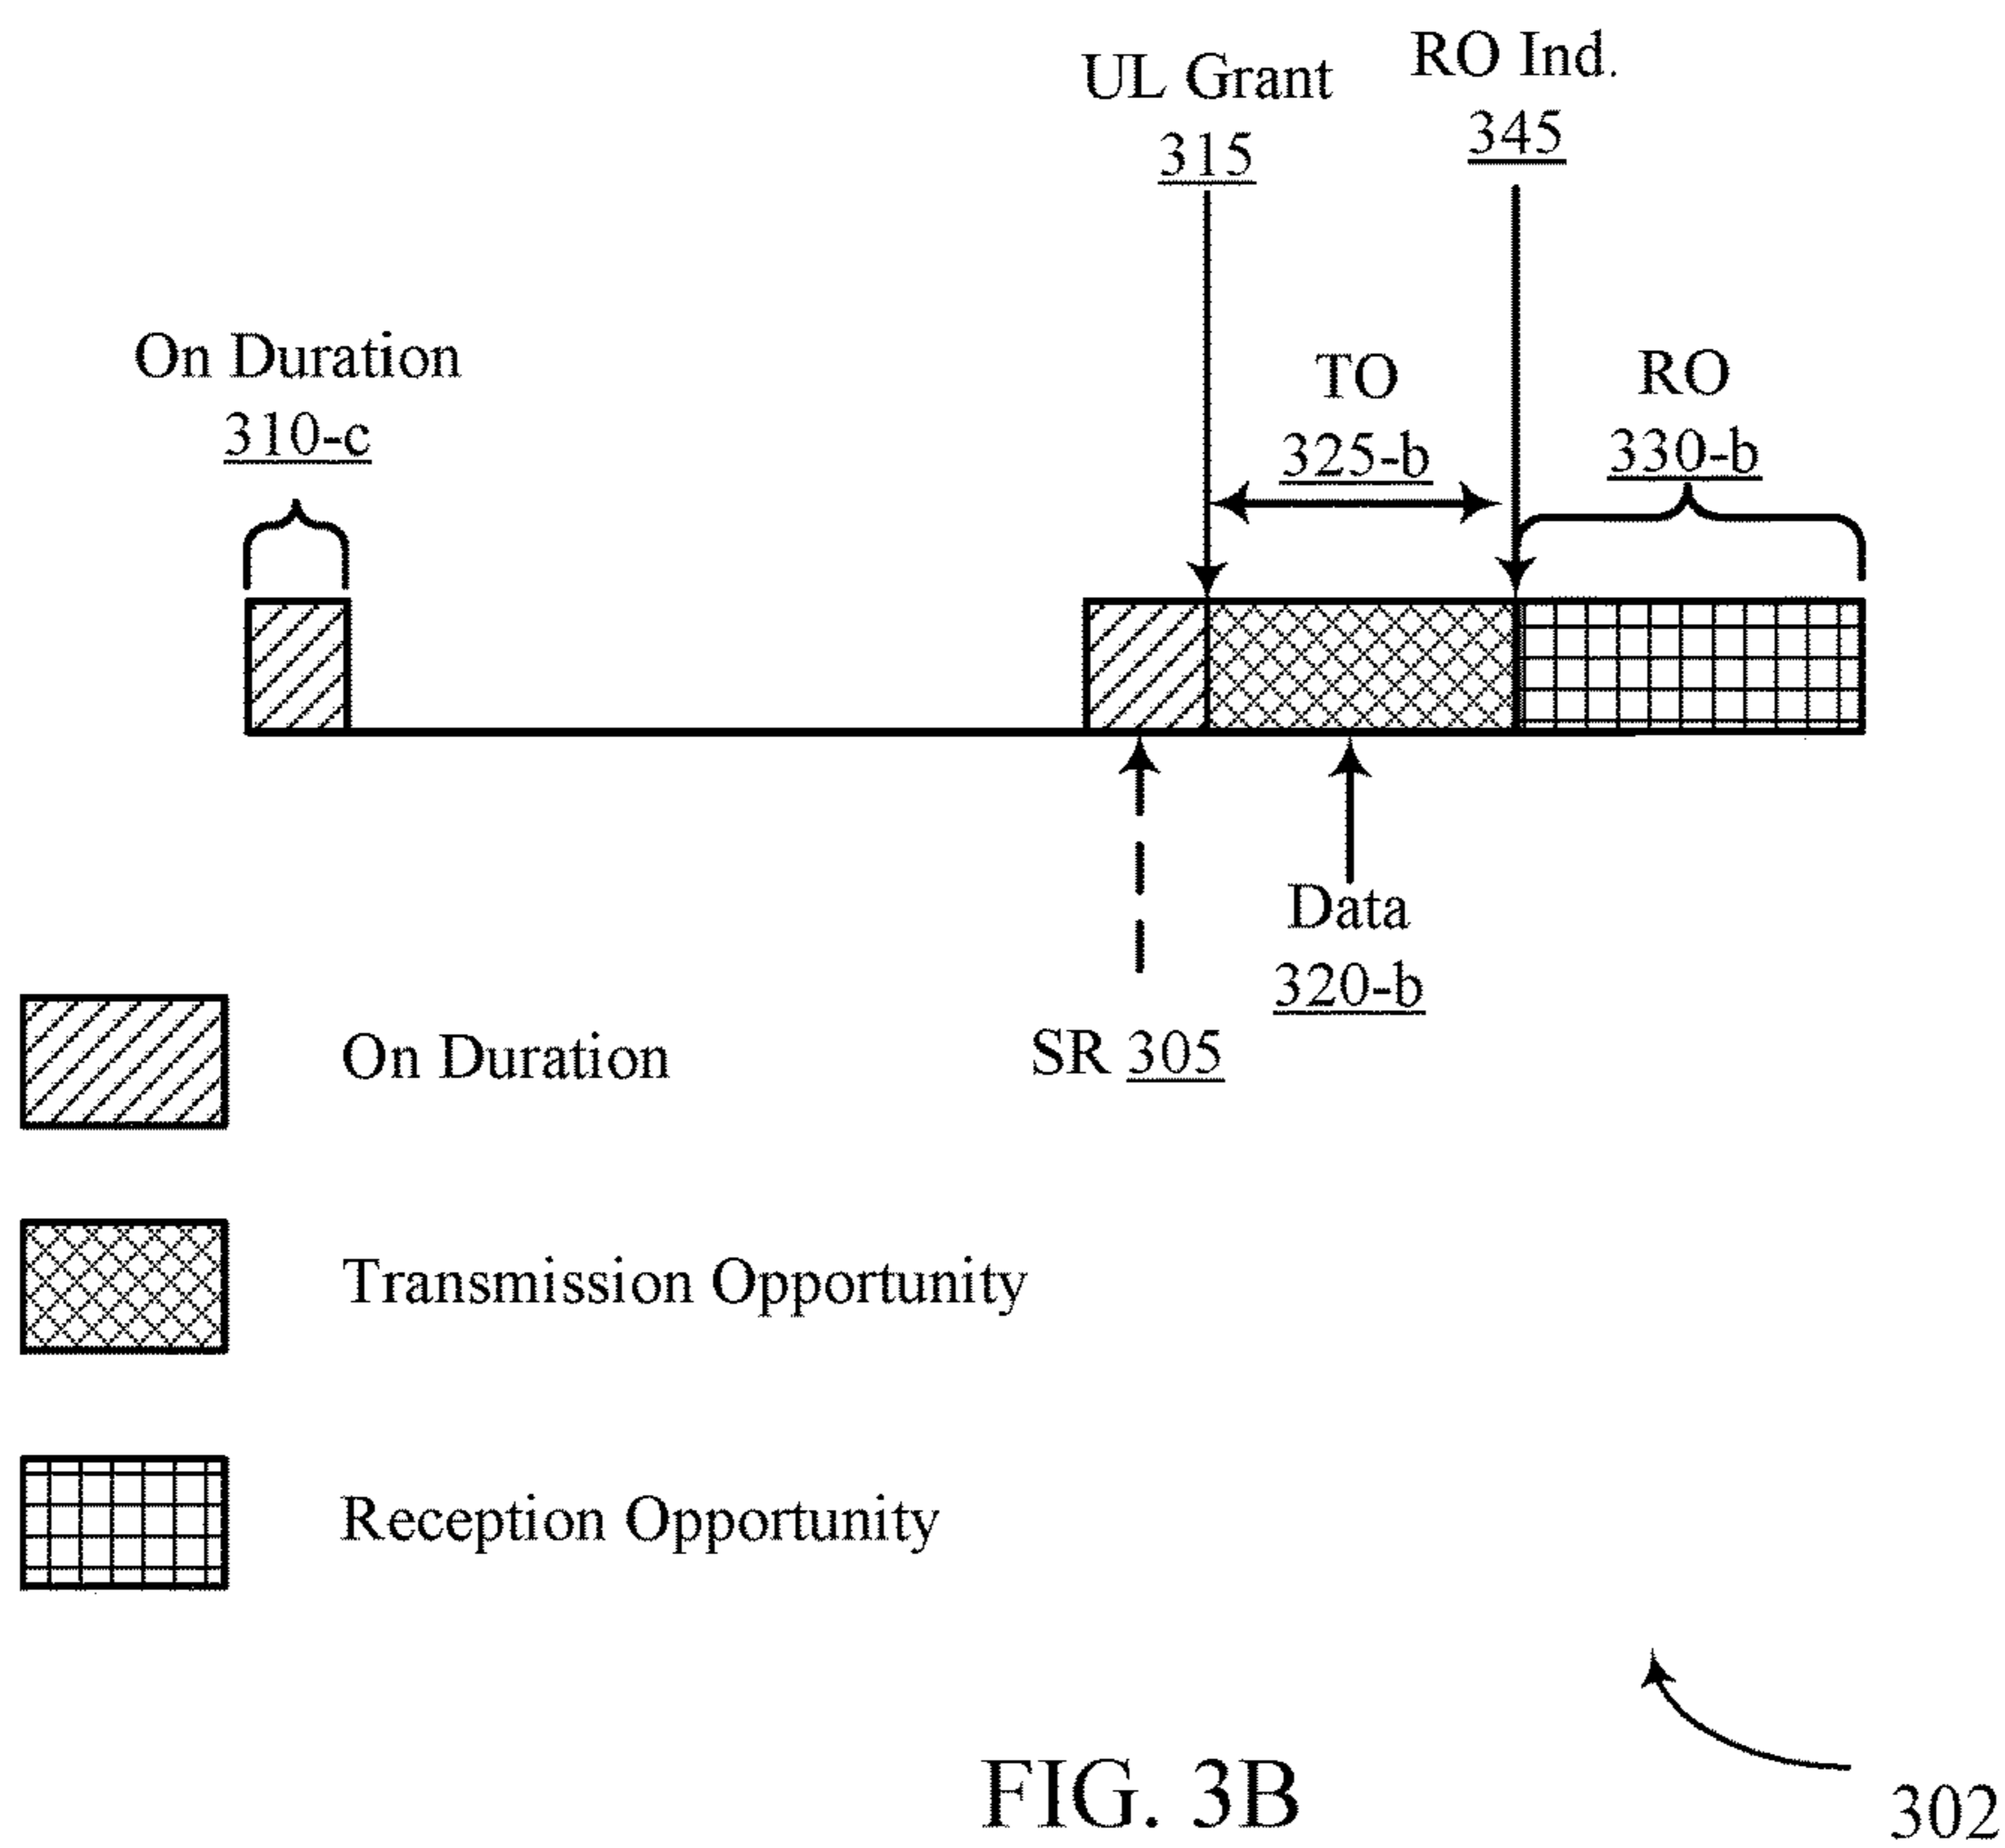 UL Grant
315
RO Ind.
345
On Duration
310-c
TO
325-b
RO
330-b
Data
320-b
SR 305
On Duration
Transmission Opportunity
Reception Opportunity
FIG. 3B
302